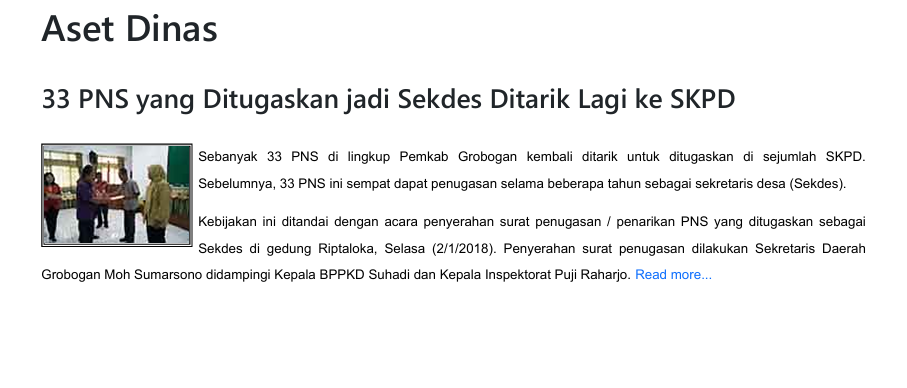 Aset Dinas
33 PNS yang Ditugaskan jadi Sekdes Ditarik Lagi ke SKPD
Sebanyak 33 PNS di lingkup Pemkab Grobogan kembali ditarik untuk ditugaskan di sejumlah SKPD.
Sebelumnya, 33 PNS ini sempat dapat penugasan selama beberapa tahun sebagai sekretaris desa (Sekdes).
Kebijakan ini ditandai dengan acara penyerahan surat penugasan / penarikan PNS yang ditugaskan sebagai
Sekdes di gedung Riptaloka, Selasa (2/1/2018). Penyerahan surat penugasan dilakukan Sekretaris Daerah
Grobogan Moh Sumarsono didampingi Kepala BPPKD Suhadi dan Kepala Inspektorat Puji Raharjo. Read more...